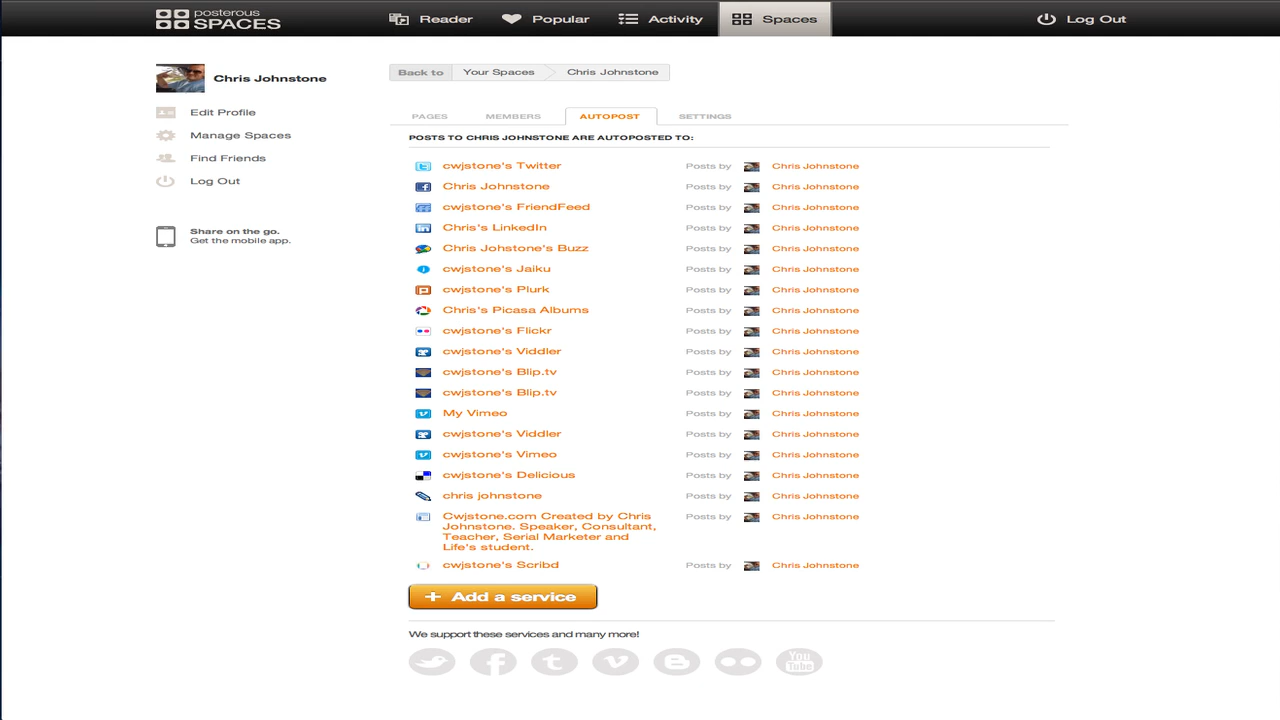 posterous
SPACES
Reader
Popular
Activity
Spaces
Log Out
Chris Johnstone
Edit Profile
Manage Spaces
Find Friends
Log Out
Share on the go.
Get the mobile app.
Back to Your Spaces Chris Johnstone
PAGES MEMBERS AUTOPOST SETTINGS
POSTS TO CHRIS JOHNSTONE ARE AUTOPOSTED TO:
cwjstone's Twitter Posts by Chris Johnstone
Chris Johnstone Posts by Chris Johnstone
cwjstone's FriendFeed Posts by Chris Johnstone
Chris's LinkedIn Posts by Chris Johnstone
Chris Johstone's Buzz Posts by Chris Johnstone
cwjstone's Jaiku Posts by Chris Johnstone
cwjstone's Plurk Posts by Chris Johnstone
Chris's Picasa Albums Posts by Chris Johnstone
cwjstone's Flickr Posts by Chris Johnstone
cwjstone's Viddler Posts by Chris Johnstone
cwjstone's Blip.tv Posts by Chris Johnstone
cwjstone's Blip.tv Posts by Chris Johnstone
My Vimeo Posts by Chris Johnstone
cwjstone's Viddler Posts by Chris Johnstone
cwjstone's Vimeo Posts by Chris Johnstone
cwjstone's Delicious Posts by Chris Johnstone
chris johnstone Posts by Chris Johnstone
Cwjstone.com Created by Chris Posts by Chris Johnstone
Johnstone. Speaker, Consultant,
Teacher, Serial Marketer and
Life's student.
cwjstone's Scribd Posts by Chris Johnstone
+ Add a service
We support these services and many more!
You
Tube